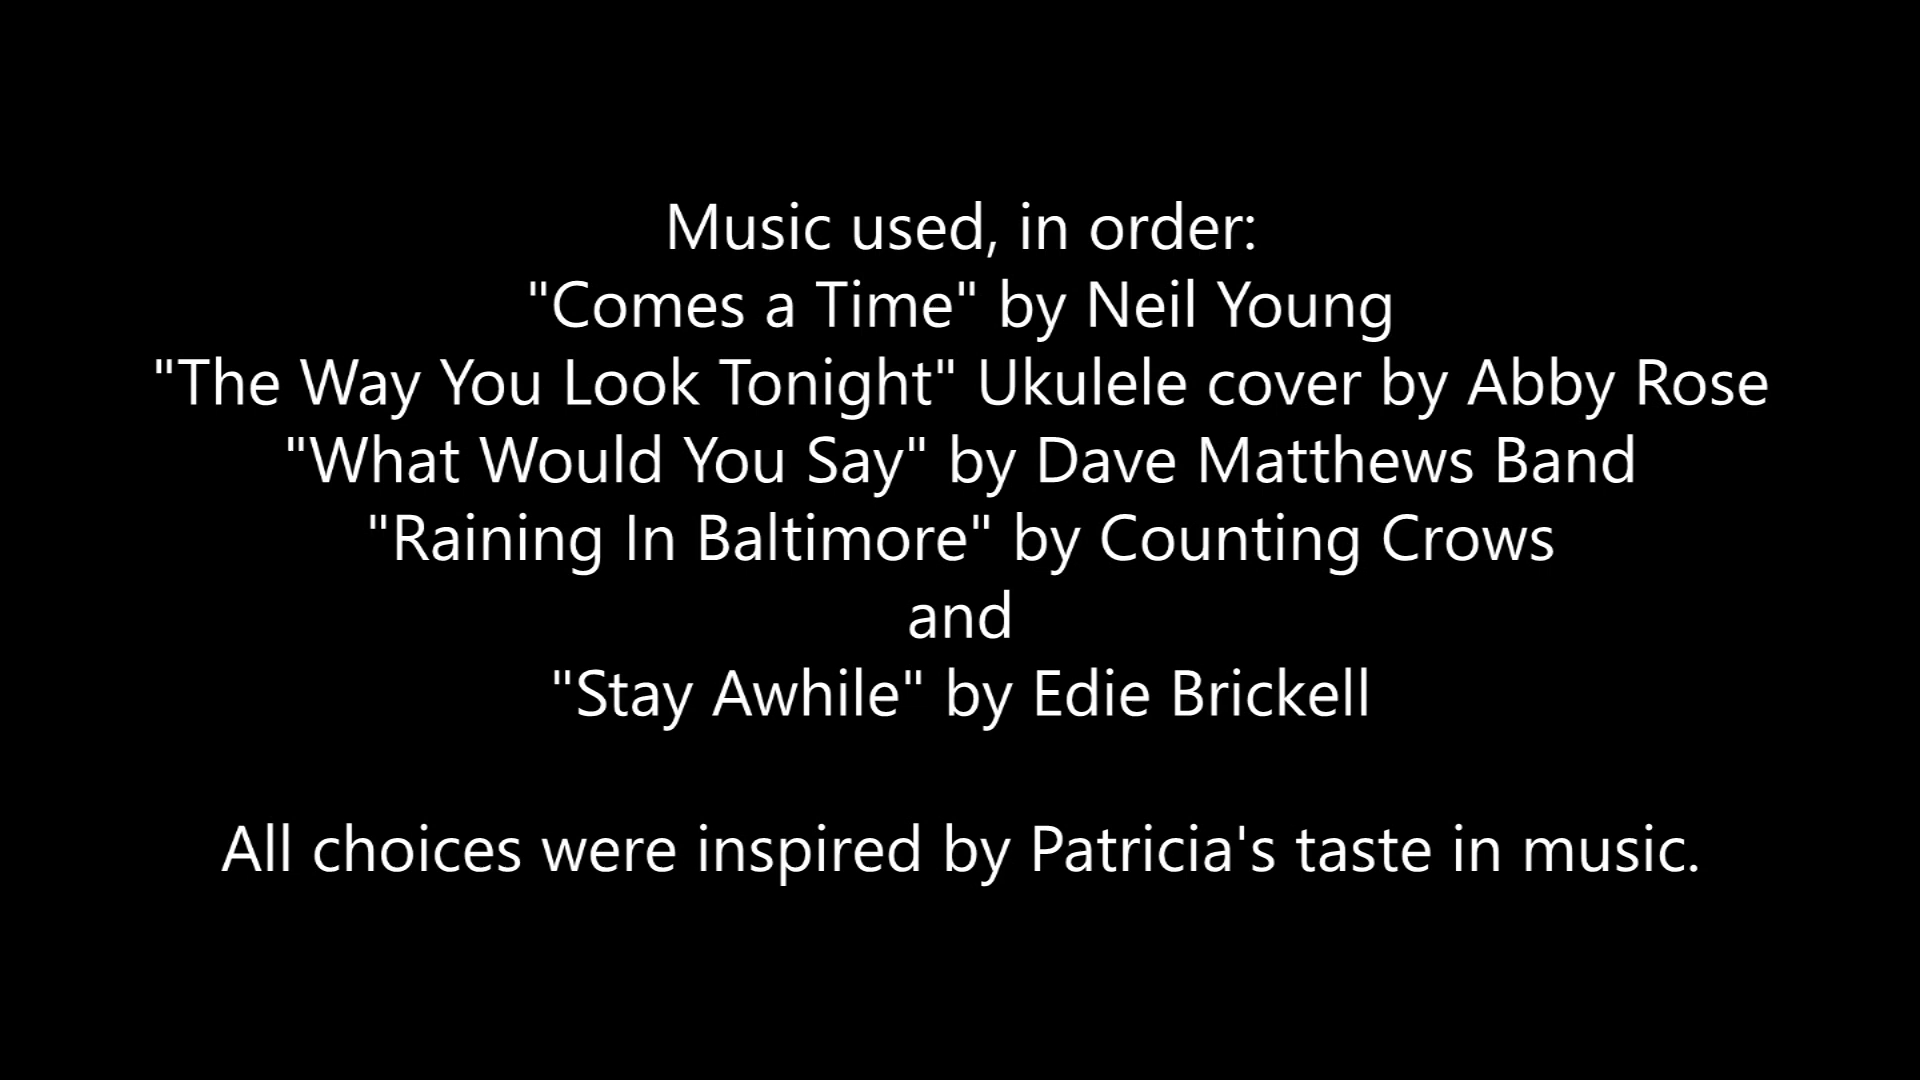 Music used, in order:
"Comes a Time" by Neil Young
"The Way You Look Tonight" Ukulele cover by Abby Rose
"What Would You Say" by Dave Matthews Band
"Raining In Baltimore" by Counting Crows
and
"Stay Awhile" by Edie Brickell
All choices were inspired by Patricia's taste in music.